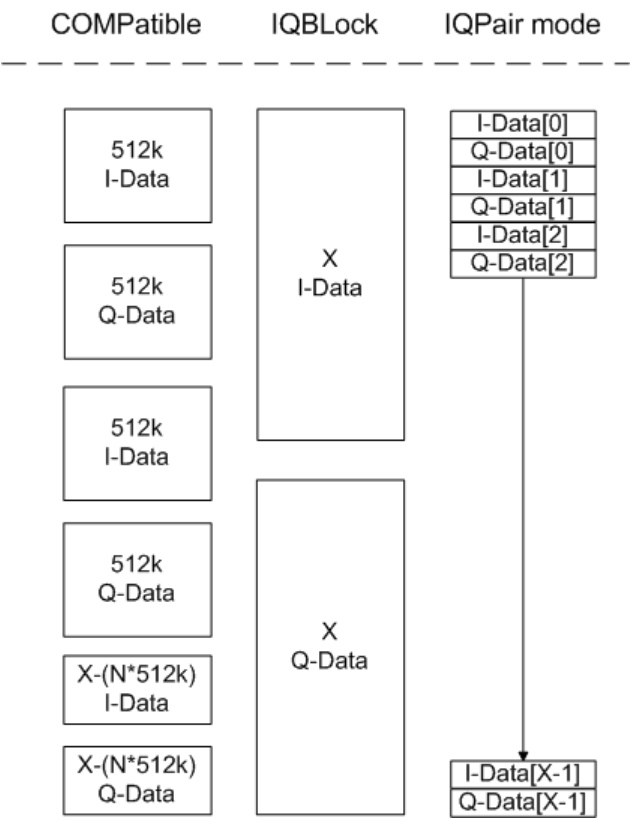 COMPatible IQBLock IQPair mode
512k
I-Data
512k
Q-Data
512k
I-Data
512k
Q-Data
X-(N*512k)
I-Data
X-(N*512k)
Q-Data
X
I-Data
X
Q-Data
I-Data[0]
Q-Data[0]
I-Data[1]
Q-Data[1]
I-Data[2]
Q-Data[2]
I-Data[X-1]
Q-Data[X-1]